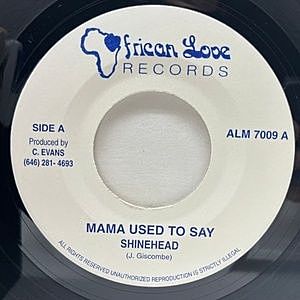 African Love
RECORDS
SIDE A
Produced by
C. EVANS
(646) 281- 4693
ALM 7009 A
MAMA USED TO SAY
SHINEHEAD
(J. Giscombe)
ALL RIGHTS RESERVED UNAUTHORIZED REPRODUCTION IS STRICTLY ILLEGAL